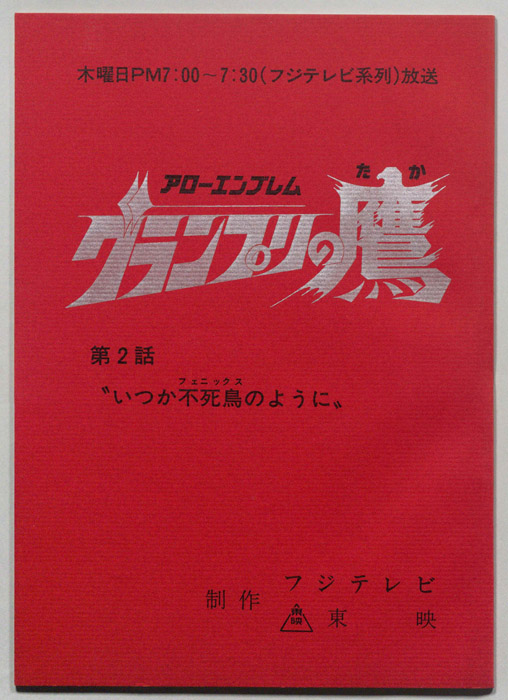 木曜日PM7:00〜7:30(フジテレビ系列)放送
アローエンブレム
たか
グランプリの鷹
第2話
フェニックス
〝いつか不死鳥のように〟
制作 フジテレビ
東映 東映